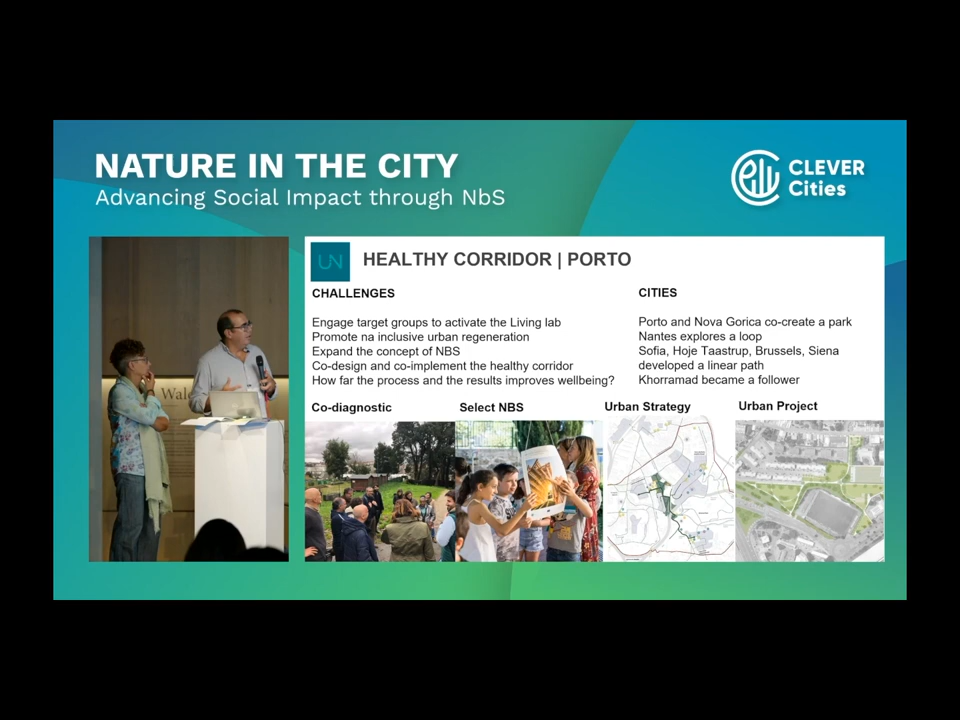 NATURE IN THE CITY
Advancing Social Impact through NbS
CLEVER
Cities
UN
HEALTHY CORRIDOR | PORTO
CHALLENGES
Engage target groups to activate the Living lab
Promote na inclusive urban regeneration
Expand the concept of NBS
Co-design and co-implement the healthy corridor
How far the process and the results improves wellbeing?
CITIES
Porto and Nova Gorica co-create a park
Nantes explores a loop
Sofia, Hoje Taastrup, Brussels, Siena
developed a linear path
Khorramad became a follower
Co-diagnostic
Select NBS
Urban Strategy
Urban Project